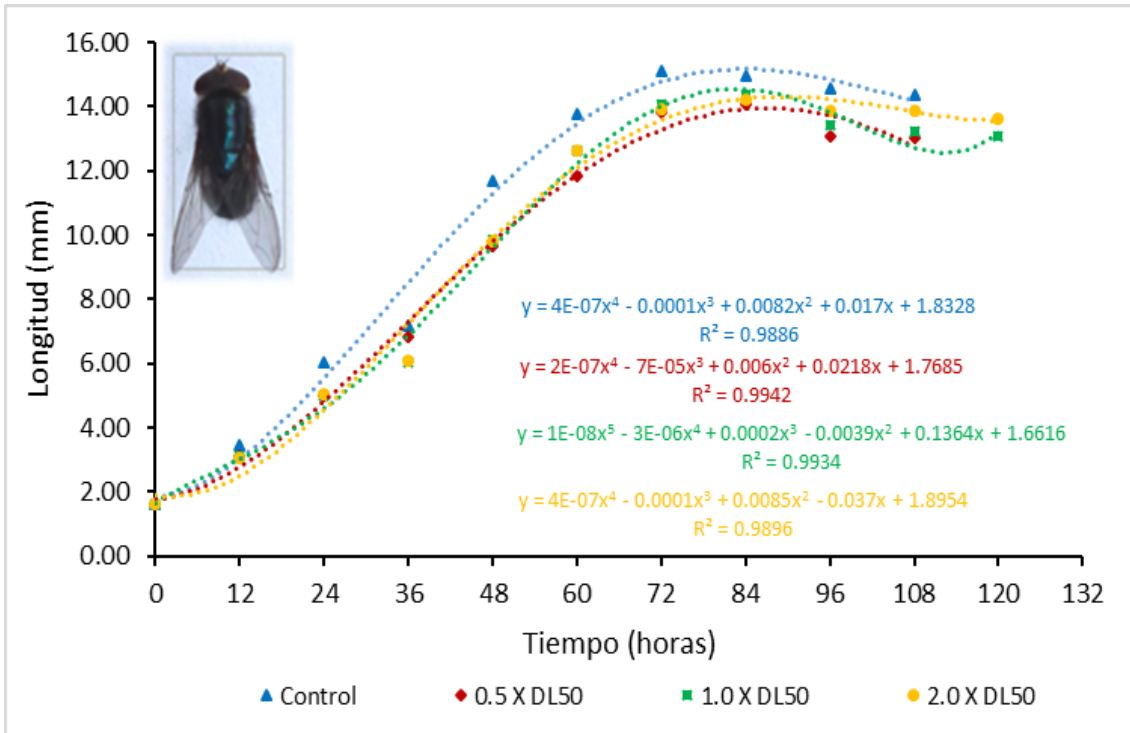 16.00
14.00
12.00
10.00
8.00
6.00
4.00
2.00
0.00
Longitud (mm)
y = 4E-07x⁴ - 0.0001x³ + 0.0082x² + 0.017x + 1.8328
R² = 0.9886
y = 2E-07x⁴ - 7E-05x³ + 0.006x² + 0.0218x + 1.7685
R² = 0.9942
y = 1E-08x⁵ - 3E-06x⁴ + 0.0002x³ - 0.0039x² + 0.1364x + 1.6616
R² = 0.9934
y = 4E-07x⁴ - 0.0001x³ + 0.0085x² - 0.037x + 1.8954
R² = 0.9896
0 12 24 36 48 60 72 84 96 108 120 132
Tiempo (horas)
Control 0.5 X DL50 1.0 X DL50 2.0 X DL50